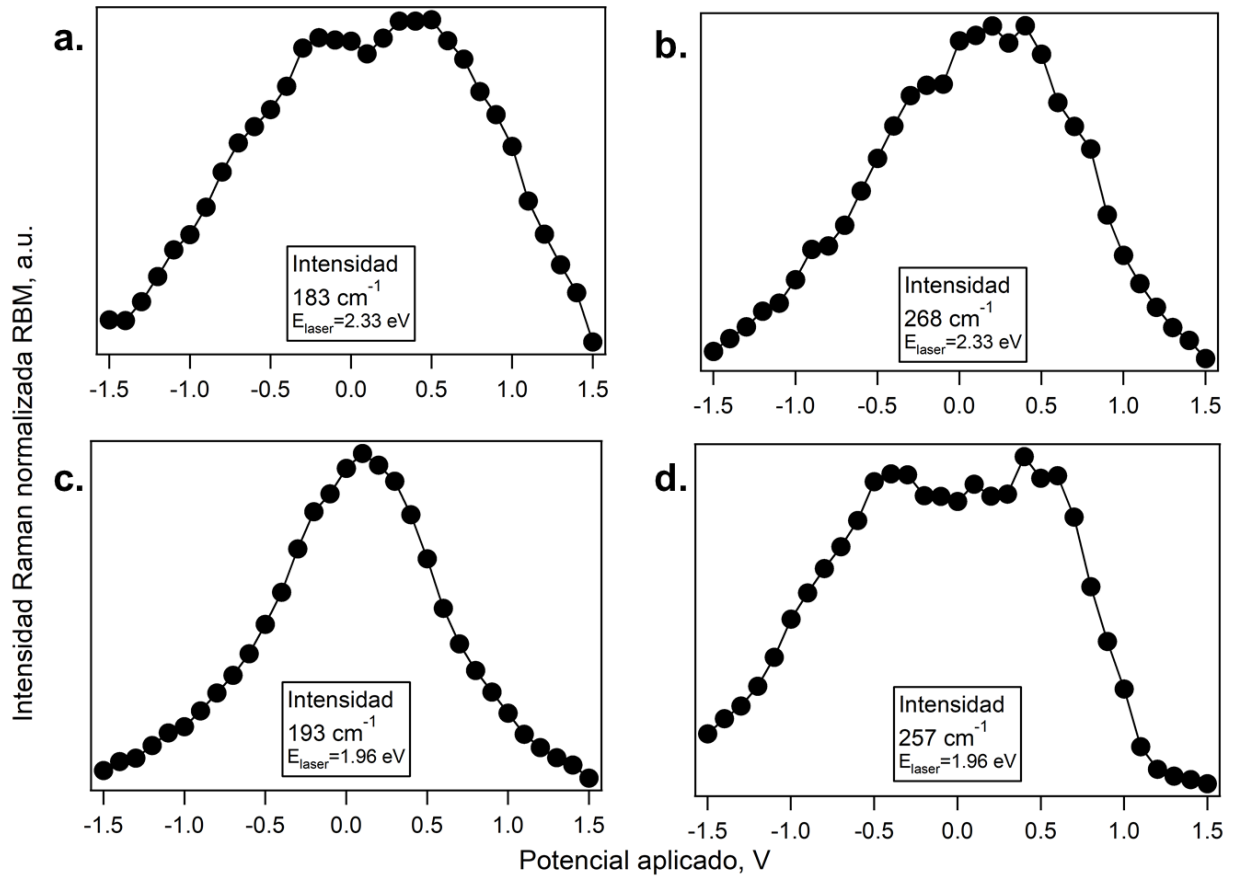 Intensidad Raman normalizada RBM, a.u.
a.
Intensidad
183 cm⁻¹
E_laser=2.33 eV
-1.5 -1.0 -0.5 0.0 0.5 1.0 1.5
b.
Intensidad
268 cm⁻¹
E_laser=2.33 eV
-1.5 -1.0 -0.5 0.0 0.5 1.0 1.5
c.
Intensidad
193 cm⁻¹
E_laser=1.96 eV
-1.5 -1.0 -0.5 0.0 0.5 1.0 1.5
d.
Intensidad
257 cm⁻¹
E_laser=1.96 eV
-1.5 -1.0 -0.5 0.0 0.5 1.0 1.5
Potencial aplicado, V